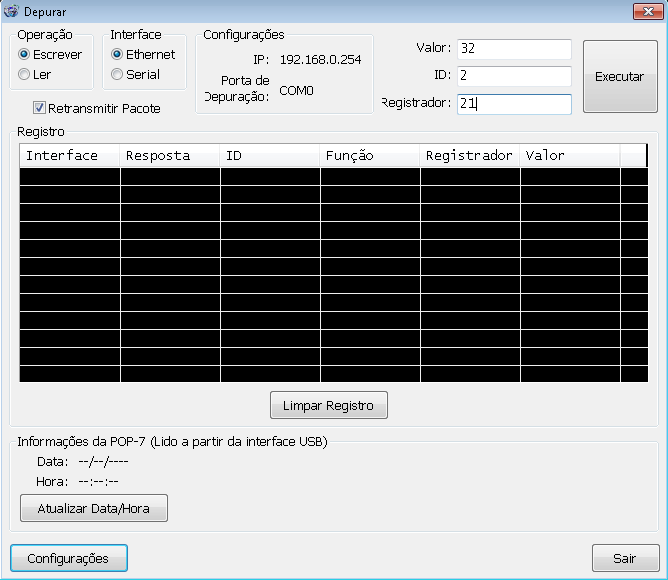 Depurar
Operação
Escrever
Ler
Interface
Ethernet
Serial
Retransmitir Pacote
Configurações
IP: 192.168.0.254
Porta de
Depuração: COM0
Valor: 32
ID: 2
Registrador: 21
Executar
Registro
Interface Resposta ID Função Registrador Valor
Limpar Registro
Informações da POP-7 (Lido a partir da interface USB)
Data: --/--/----
Hora: --:--:--
Atualizar Data/Hora
Configurações
Sair